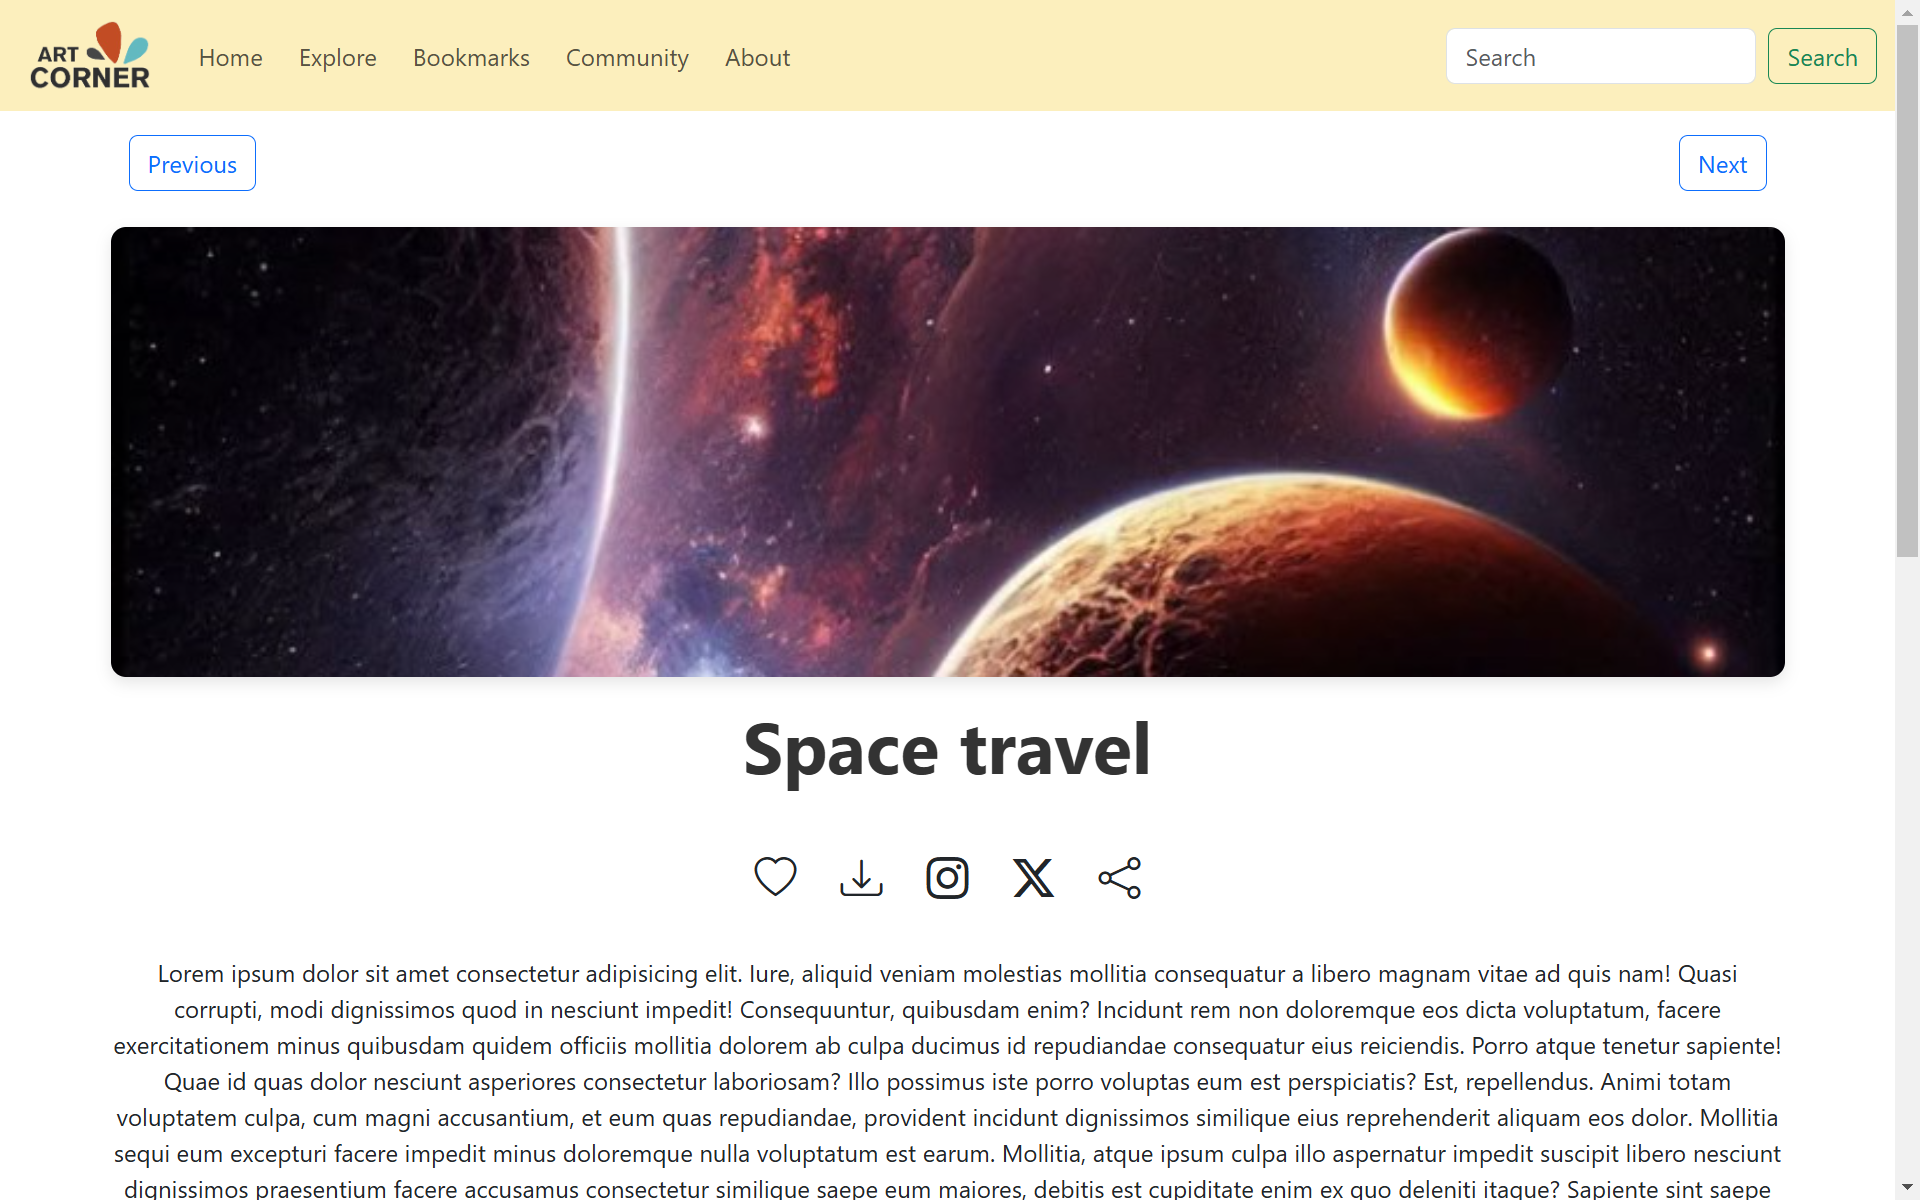 ART
CORNER
Home Explore Bookmarks Community About
Search Search
Previous Next
Space travel
Lorem ipsum dolor sit amet consectetur adipisicing elit. Iure, aliquid veniam molestias mollitia consequatur a libero magnam vitae ad quis nam! Quasi
corrupti, modi dignissimos quod in nesciunt impedit! Consequuntur, quibusdam enim? Incidunt rem non doloremque eos dicta voluptatum, facere
exercitationem minus quibusdam quidem officiis mollitia dolorem ab culpa ducimus id repudiandae consequatur eius reiciendis. Porro atque tenetur sapiente!
Quae id quas dolor nesciunt asperiores consectetur laboriosam? Illo possimus iste porro voluptas eum est perspiciatis? Est, repellendus. Animi totam
voluptatem culpa, cum magni accusantium, et eum quas repudiandae, provident incidunt dignissimos similique eius reprehenderit aliquam eos dolor. Mollitia
sequi eum excepturi facere impedit minus doloremque nulla voluptatum est earum. Mollitia, atque ipsum culpa illo aspernatur impedit suscipit libero nesciunt
dignissimos praesentium facere accusamus consectetur similique saepe eum maiores, debitis est cupiditate enim ex quo deleniti itaque? Sapiente sint saepe